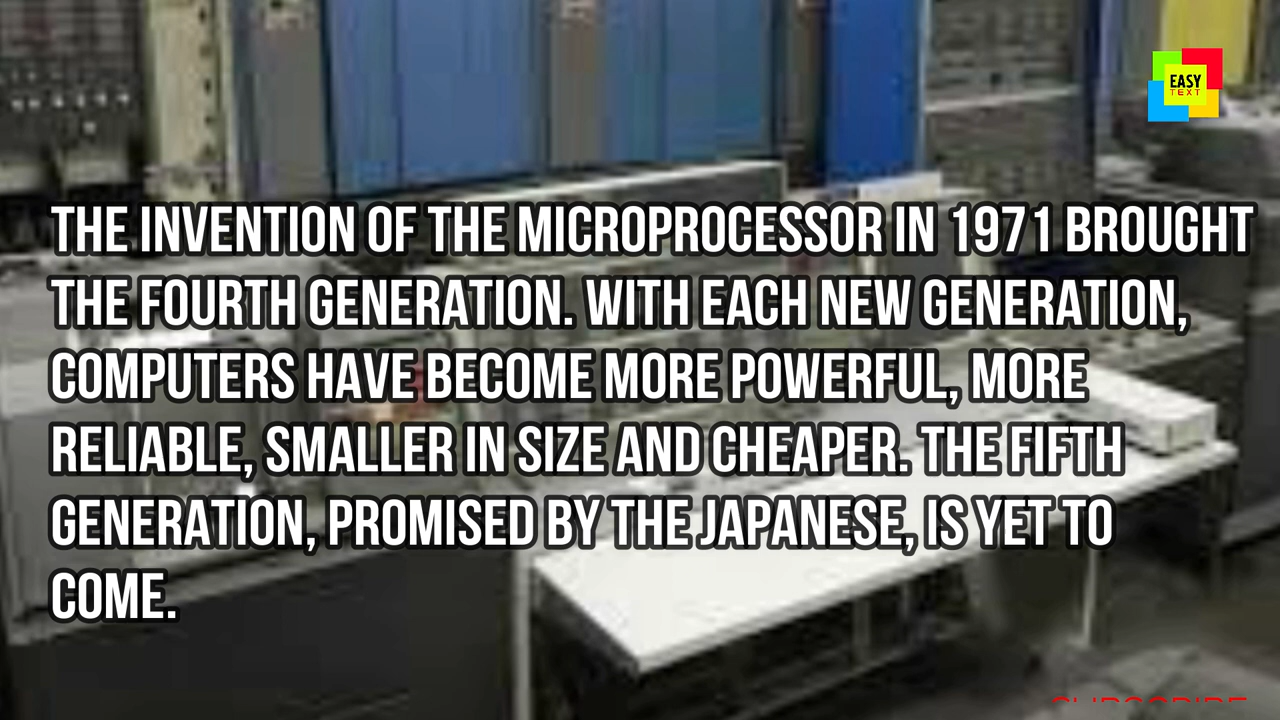 EASY
TEXT
THE INVENTION OF THE MICROPROCESSOR IN 1971 BROUGHT
THE FOURTH GENERATION. WITH EACH NEW GENERATION,
COMPUTERS HAVE BECOME MORE POWERFUL, MORE
RELIABLE, SMALLER IN SIZE AND CHEAPER. THE FIFTH
GENERATION, PROMISED BY THE JAPANESE, IS YET TO
COME.